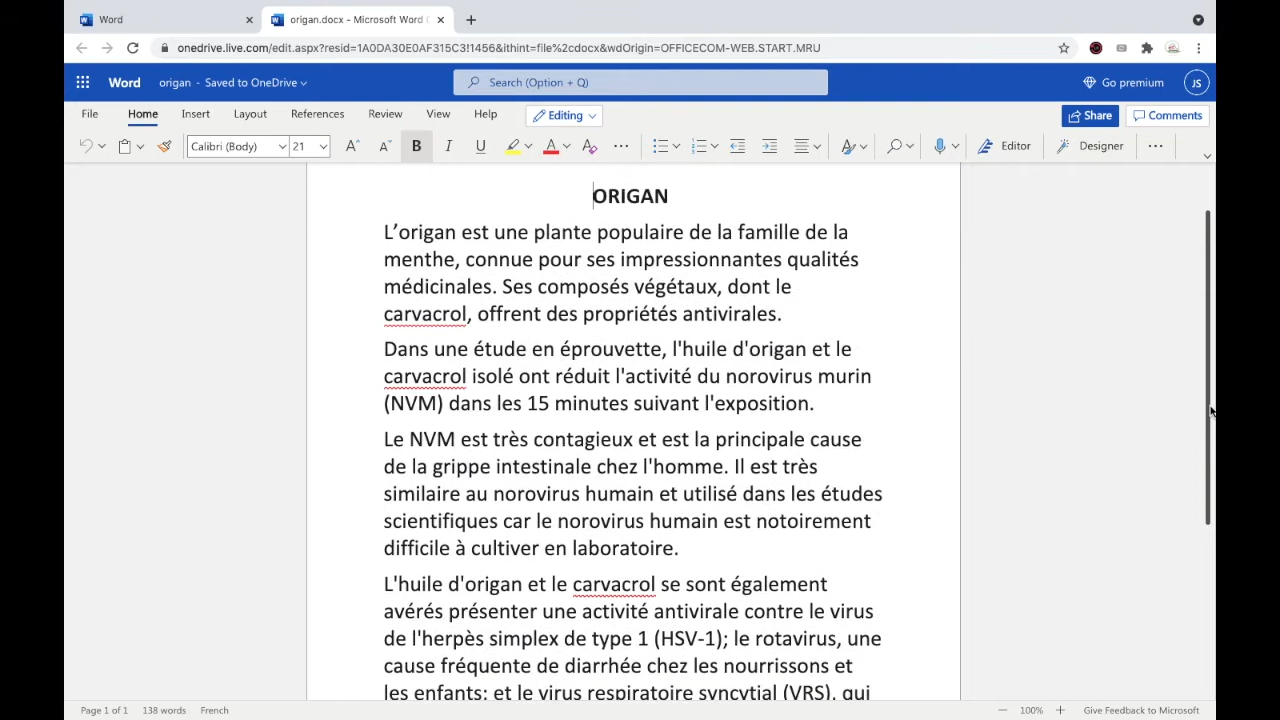 Word
origan.docx - Microsoft Word
onedrive.live.com/edit.aspx?resid=1A0DA30E0AF315C3!1456&ithint=file%2cdocx&wdOrigin=OFFICECOM-WEB.START.MRU
Word origan - Saved to OneDrive Search (Option + Q) Go premium JS
File Home Insert Layout References Review View Help Editing Share Comments
Calibri (Body) 21 A A B I U A A Editor Designer
ORIGAN
L’origan est une plante populaire de la famille de la
menthe, connue pour ses impressionnantes qualités
médicinales. Ses composés végétaux, dont le
carvacrol, offrent des propriétés antivirales.
Dans une étude en éprouvette, l'huile d'origan et le
carvacrol isolé ont réduit l'activité du norovirus murin
(NVM) dans les 15 minutes suivant l'exposition.
Le NVM est très contagieux et est la principale cause
de la grippe intestinale chez l'homme. Il est très
similaire au norovirus humain et utilisé dans les études
scientifiques car le norovirus humain est notoirement
difficile à cultiver en laboratoire.
L'huile d'origan et le carvacrol se sont également
avérés présenter une activité antivirale contre le virus
de l'herpès simplex de type 1 (HSV-1); le rotavirus, une
cause fréquente de diarrhée chez les nourrissons et
les enfants; et le virus respiratoire syncytial (VRS), qui
Page 1 of 1 138 words French 100% Give Feedback to Microsoft